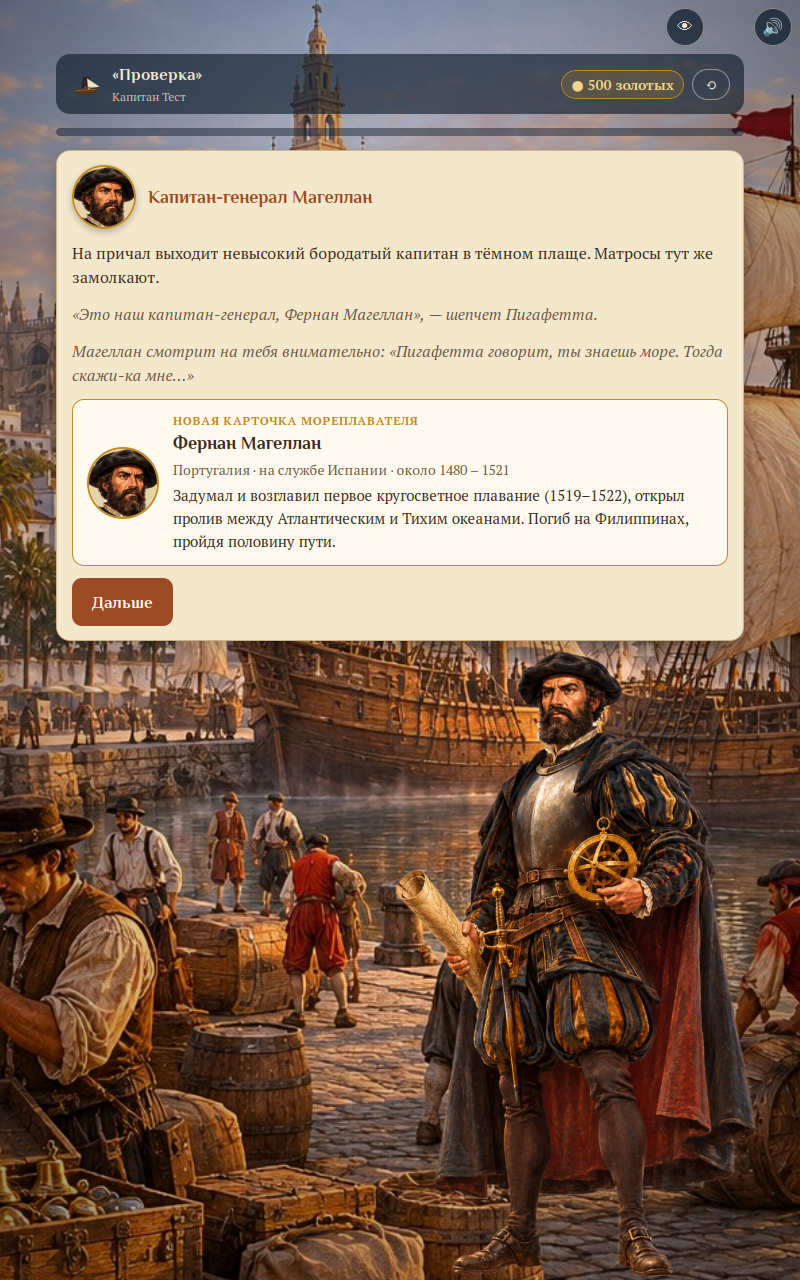 «Проверка»
Капитан Тест
500 золотых
Капитан-генерал Магеллан
На причал выходит невысокий бородатый капитан в тёмном плаще. Матросы тут же
замолкают.
«Это наш капитан-генерал, Фернан Магеллан», — шепчет Пигафетта.
Магеллан смотрит на тебя внимательно: «Пигафетта говорит, ты знаешь море. Тогда
скажи-ка мне…»
НОВАЯ КАРТОЧКА МОРЕПЛАВАТЕЛЯ
Фернан Магеллан
Португалия · на службе Испании · около 1480 – 1521
Задумал и возглавил первое кругосветное плавание (1519–1522), открыл
пролив между Атлантическим и Тихим океанами. Погиб на Филиппинах,
пройдя половину пути.
Дальше